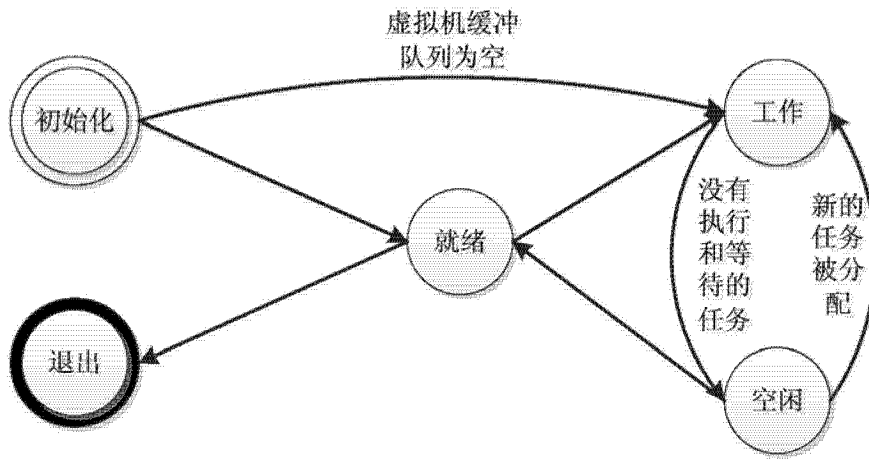 虚拟机缓冲
队列为空
初始化
工作
没有
执行
和等
待的
任务
新的
任务
被分
配
就绪
退出
空闲